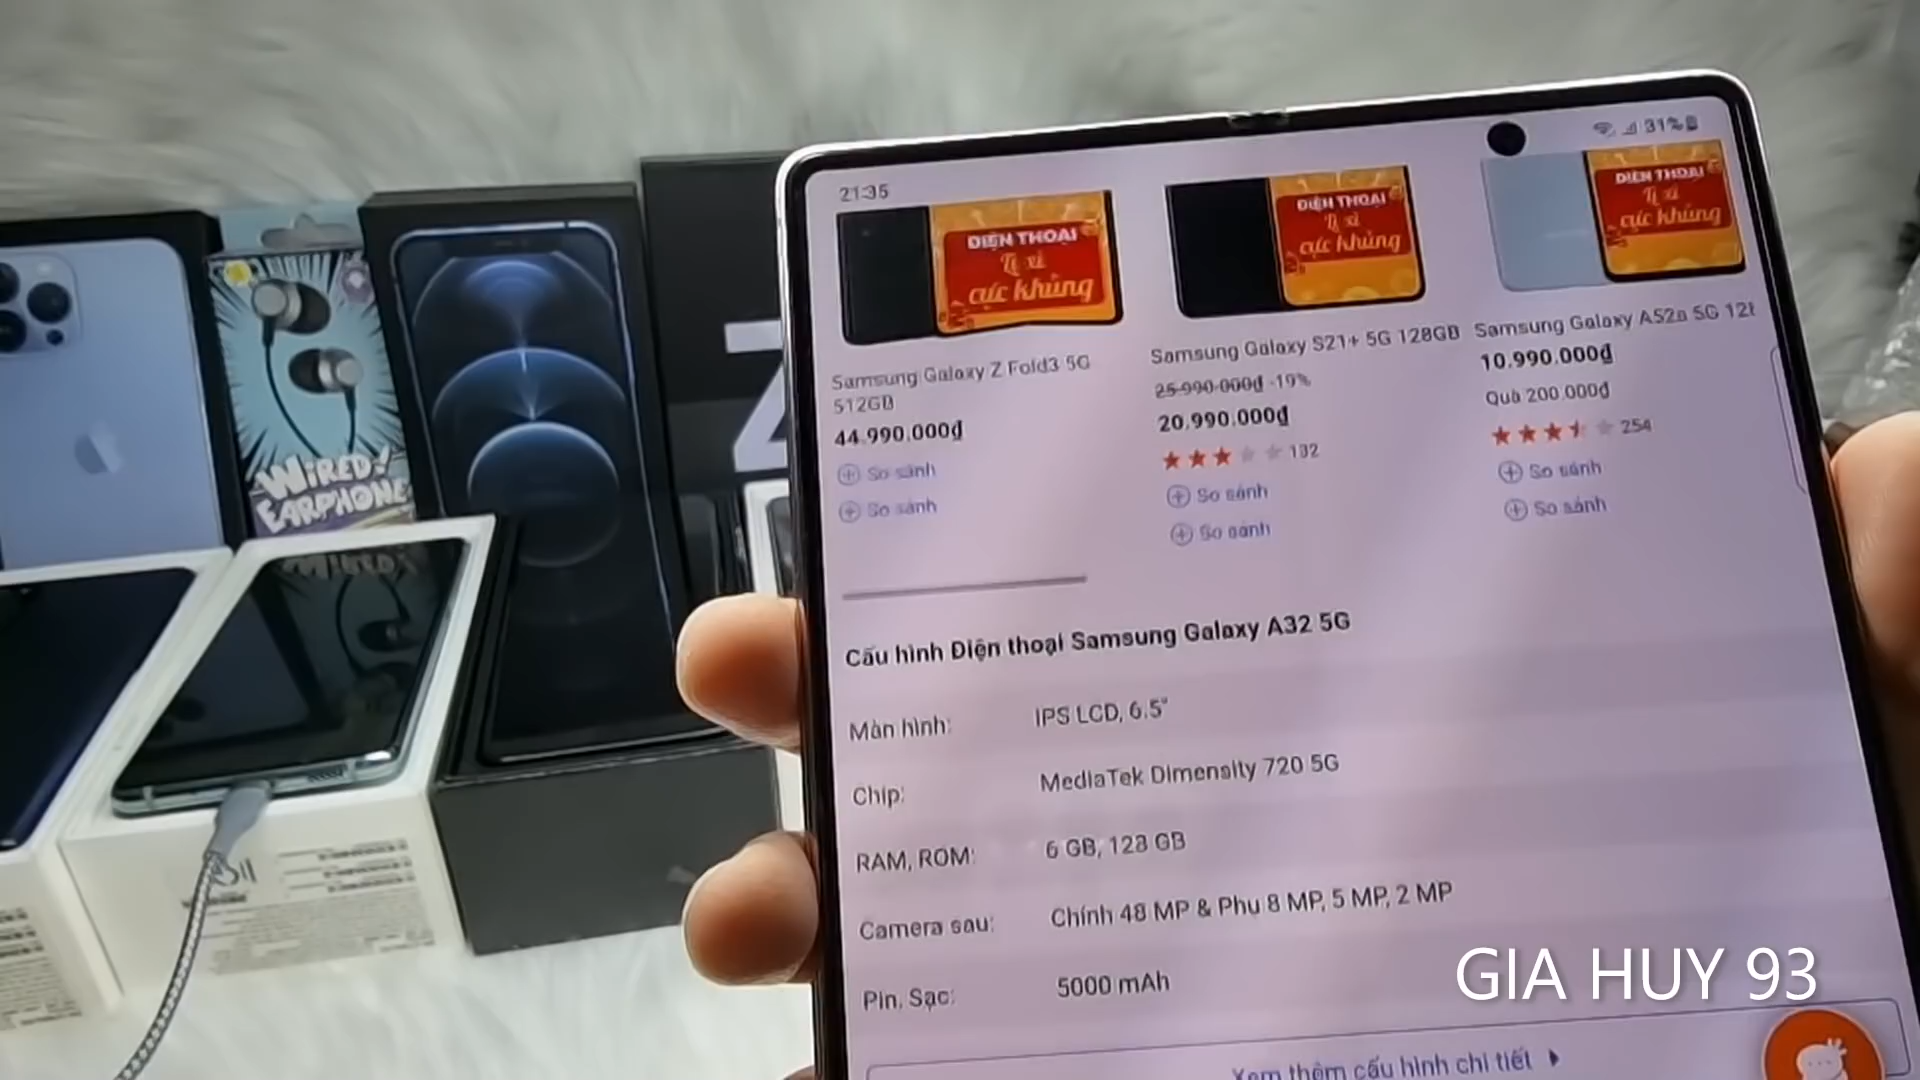 21:35
31%
ĐIỆN THOẠI
Lì xì
cực khủng
ĐIỆN THOẠI
Lì xì
cực khủng
ĐIỆN THOẠI
Lì xì
cực khủng
Samsung Galaxy Z Fold3 5G
512GB
44.990.000₫
So sánh
So sánh
Samsung Galaxy S21+ 5G 128GB
25.990.000₫ -19%
20.990.000₫
132
So sánh
So sánh
Samsung Galaxy A52s 5G 128
10.990.000₫
Quà 200.000₫
254
So sánh
So sánh
Cấu hình Điện thoại Samsung Galaxy A32 5G
Màn hình: IPS LCD, 6.5"
Chip: MediaTek Dimensity 720 5G
RAM, ROM: 6 GB, 128 GB
Camera sau: Chính 48 MP & Phụ 8 MP, 5 MP, 2 MP
Pin, Sạc: 5000 mAh
Xem thêm cấu hình chi tiết
WIRED!
EARPHONE
Z
GIA HUY 93